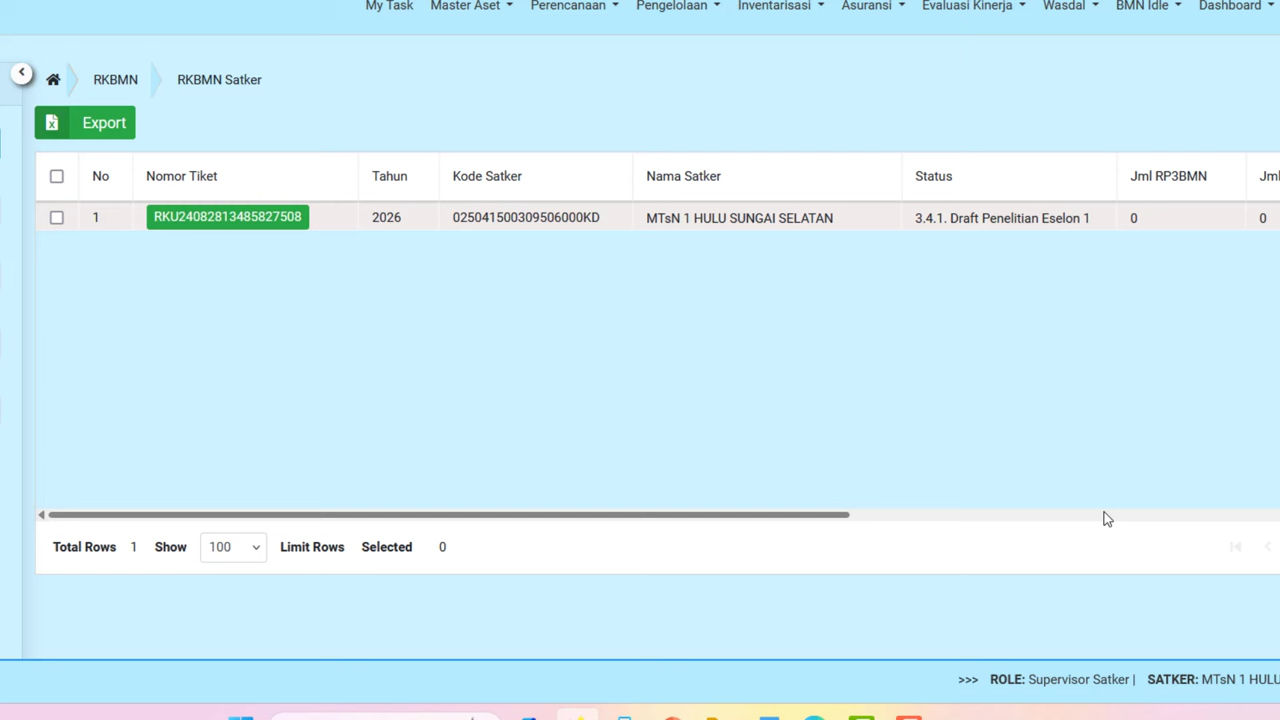 My Task Master Aset Perencanaan Pengelolaan Inventarisasi Asuransi Evaluasi Kinerja Wasdal BMN Idle Dashboard
RKBMN RKBMN Satker
Export
No Nomor Tiket Tahun Kode Satker Nama Satker Status Jml RP3BMN Jml
1 RKU24082813485827508 2026 025041500309506000KD MTsN 1 HULU SUNGAI SELATAN 3.4.1. Draft Penelitian Eselon 1 0 0
Total Rows 1 Show 100 Limit Rows Selected 0
>>> ROLE: Supervisor Satker | SATKER: MTsN 1 HULU